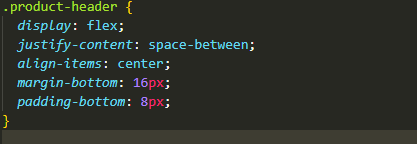 .product-header {
  display: flex;
  justify-content: space-between;
  align-items: center;
  margin-bottom: 16px;
  padding-bottom: 8px;
}